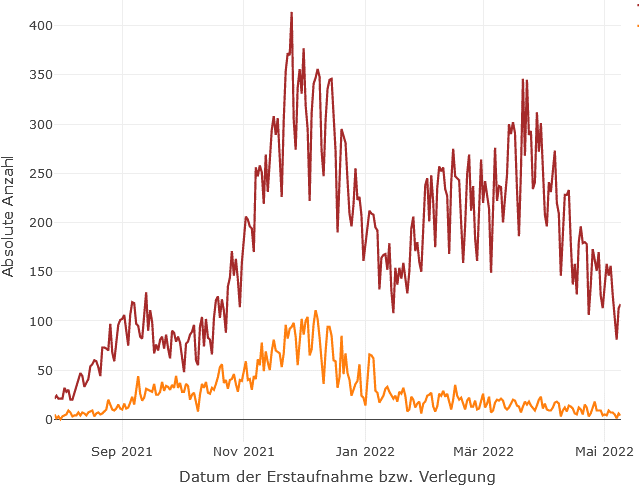 400
350
300
250
200
150
100
50
0
Absolute Anzahl
Sep 2021
Nov 2021
Jan 2022
Mär 2022
Mai 2022
Datum der Erstaufnahme bzw. Verlegung